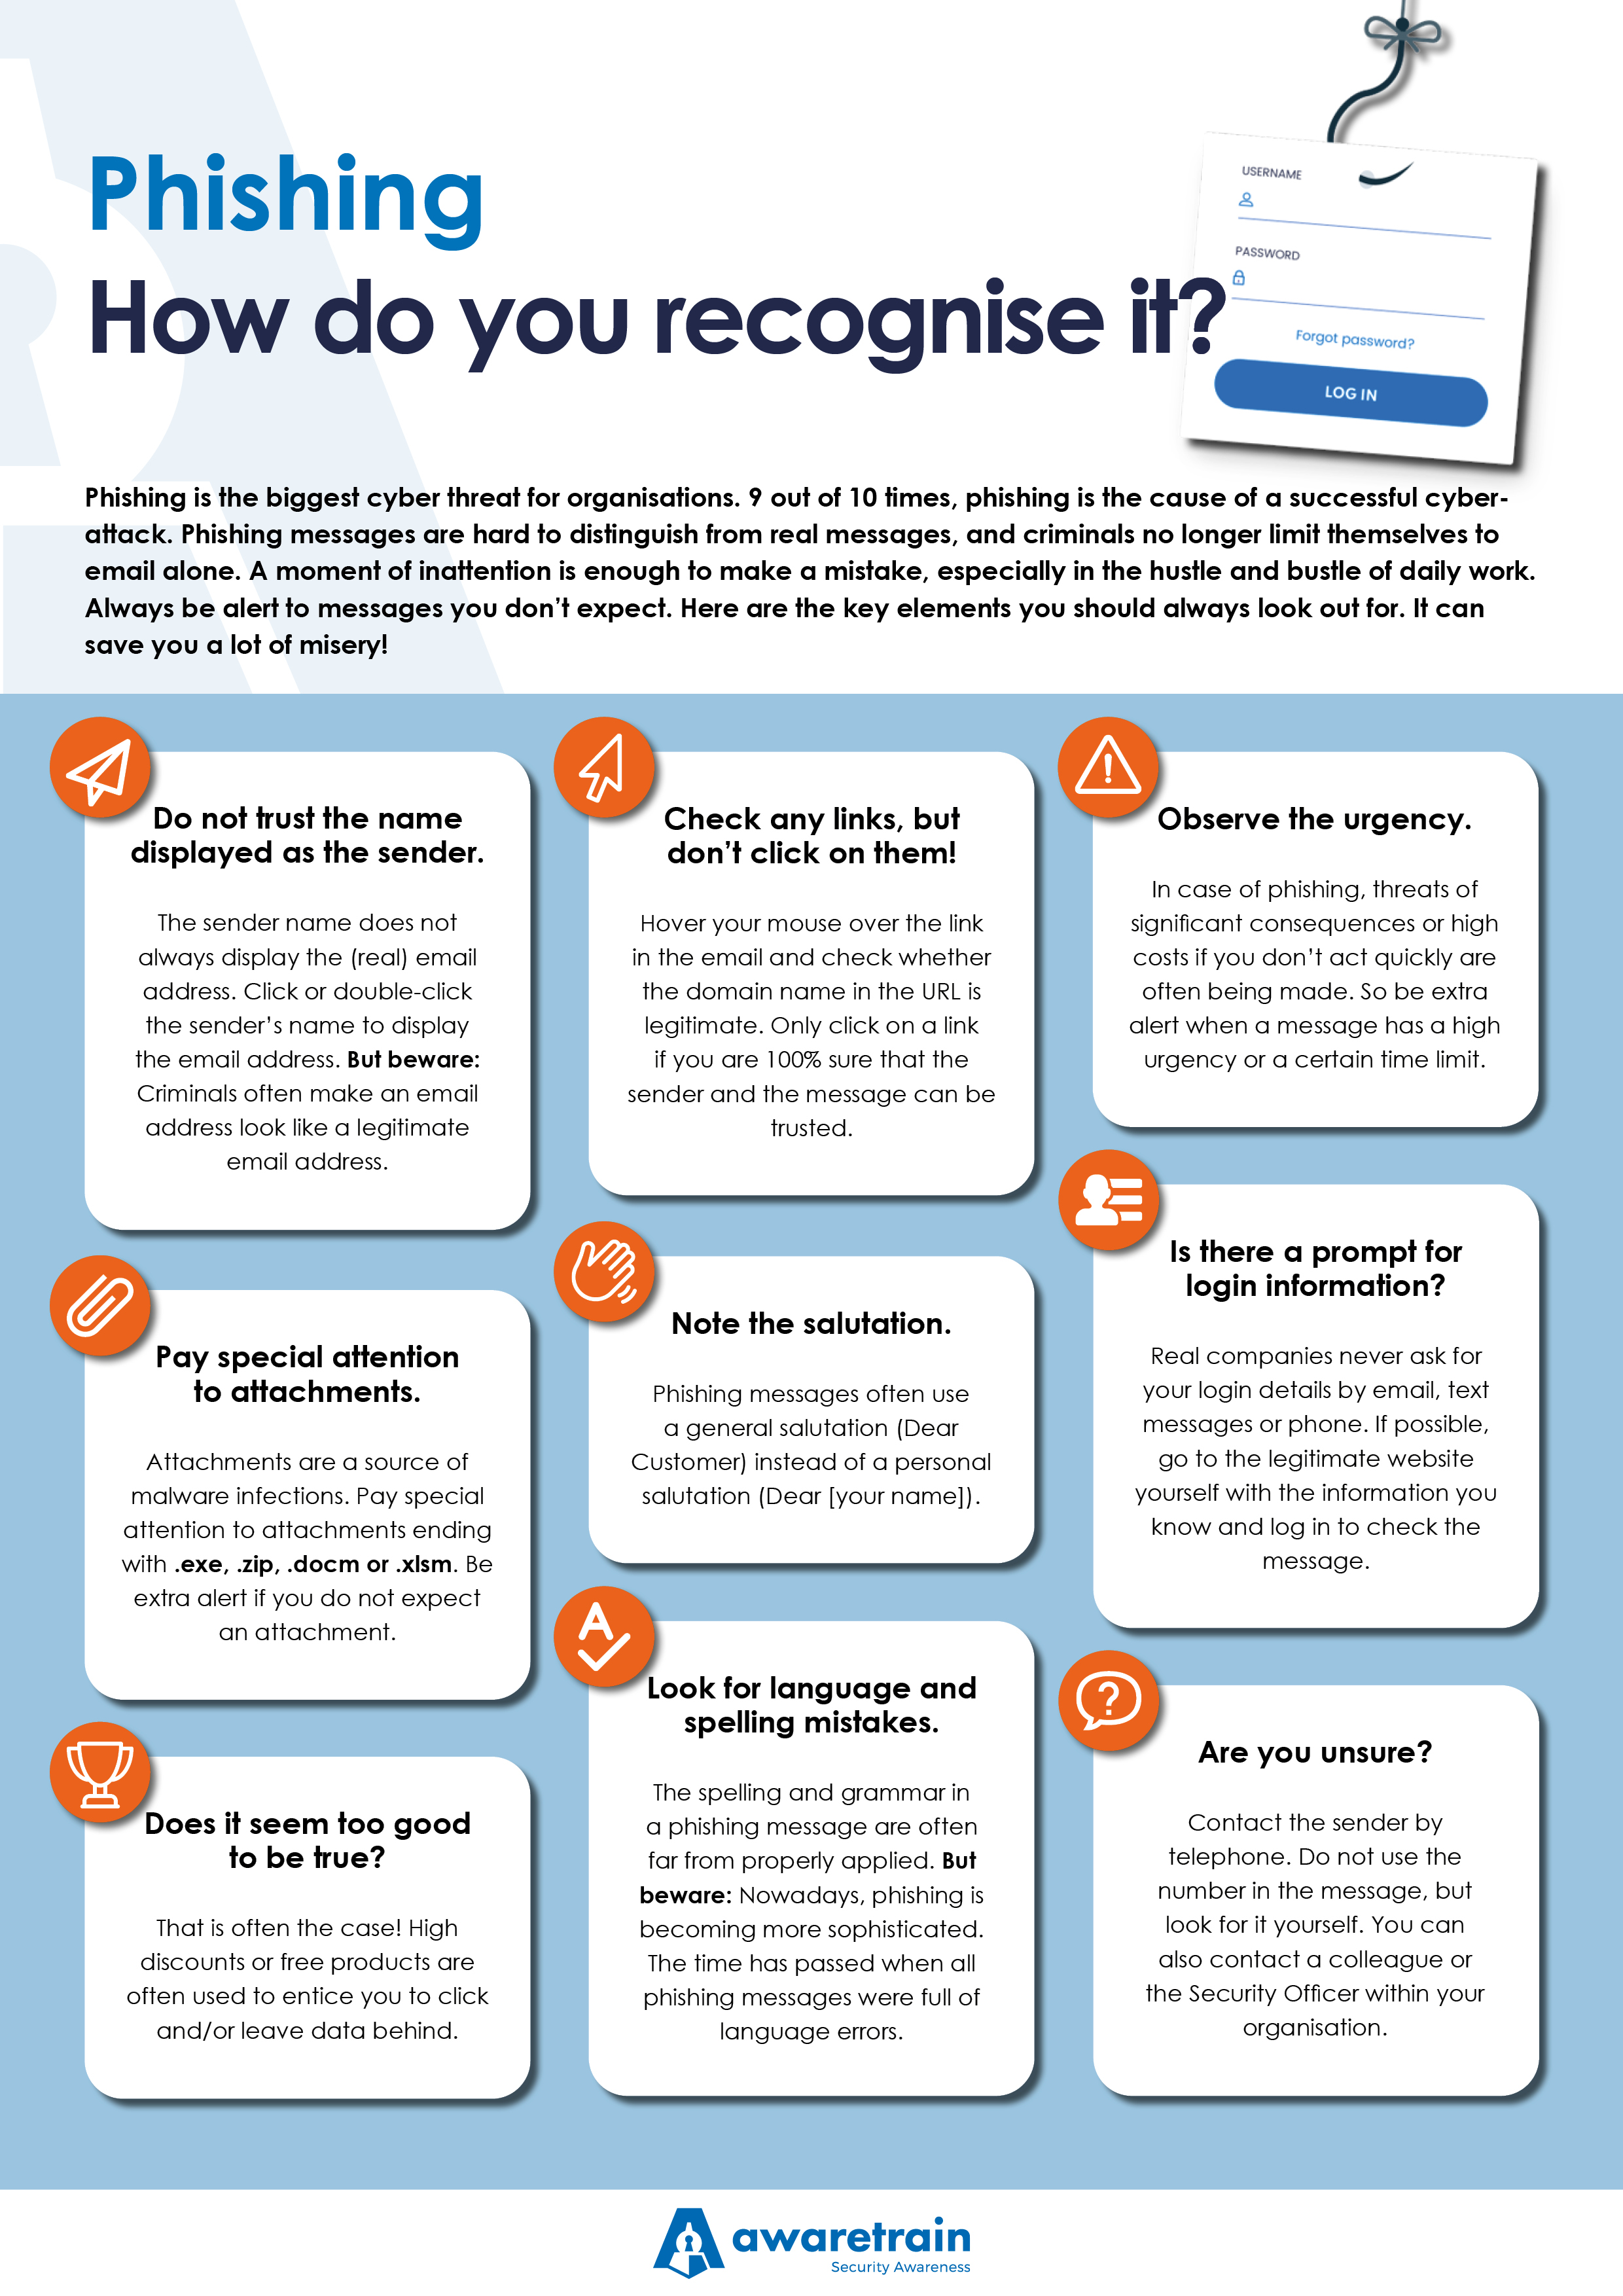 Phishing
How do you recognise it?
USERNAME
PASSWORD
Forgot password?
LOG IN
Phishing is the biggest cyber threat for organisations. 9 out of 10 times, phishing is the cause of a successful cyber-
attack. Phishing messages are hard to distinguish from real messages, and criminals no longer limit themselves to
email alone. A moment of inattention is enough to make a mistake, especially in the hustle and bustle of daily work.
Always be alert to messages you don’t expect. Here are the key elements you should always look out for. It can
save you a lot of misery!
Do not trust the name
displayed as the sender.
The sender name does not
always display the (real) email
address. Click or double-click
the sender’s name to display
the email address. But beware:
Criminals often make an email
address look like a legitimate
email address.
Pay special attention
to attachments.
Attachments are a source of
malware infections. Pay special
attention to attachments ending
with .exe, .zip, .docm or .xlsm. Be
extra alert if you do not expect
an attachment.
Does it seem too good
to be true?
That is often the case! High
discounts or free products are
often used to entice you to click
and/or leave data behind.
Check any links, but
don’t click on them!
Hover your mouse over the link
in the email and check whether
the domain name in the URL is
legitimate. Only click on a link
if you are 100% sure that the
sender and the message can be
trusted.
Note the salutation.
Phishing messages often use
a general salutation (Dear
Customer) instead of a personal
salutation (Dear [your name]).
A
Look for language and
spelling mistakes.
The spelling and grammar in
a phishing message are often
far from properly applied. But
beware: Nowadays, phishing is
becoming more sophisticated.
The time has passed when all
phishing messages were full of
language errors.
Observe the urgency.
In case of phishing, threats of
significant consequences or high
costs if you don’t act quickly are
often being made. So be extra
alert when a message has a high
urgency or a certain time limit.
Is there a prompt for
login information?
Real companies never ask for
your login details by email, text
messages or phone. If possible,
go to the legitimate website
yourself with the information you
know and log in to check the
message.
?
Are you unsure?
Contact the sender by
telephone. Do not use the
number in the message, but
look for it yourself. You can
also contact a colleague or
the Security Officer within your
organisation.
awaretrain
Security Awareness